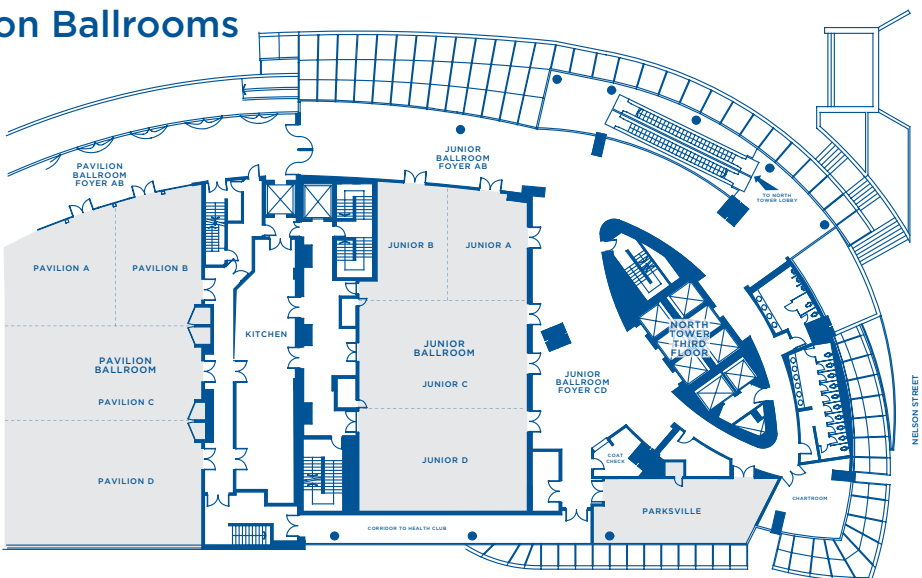 on Ballrooms
PAVILION
BALLROOM
FOYER AB
JUNIOR
BALLROOM
FOYER AB
TO NORTH
TOWER LOBBY
PAVILION A
PAVILION B
JUNIOR B
JUNIOR A
KITCHEN
NORTH
TOWER
THIRD
FLOOR
PAVILION
BALLROOM
JUNIOR
BALLROOM
PAVILION C
JUNIOR C
JUNIOR
BALLROOM
FOYER CD
NELSON STREET
PAVILION D
JUNIOR D
COAT
CHECK
CHARTROOM
PARKSVILLE
CORRIDOR TO HEALTH CLUB